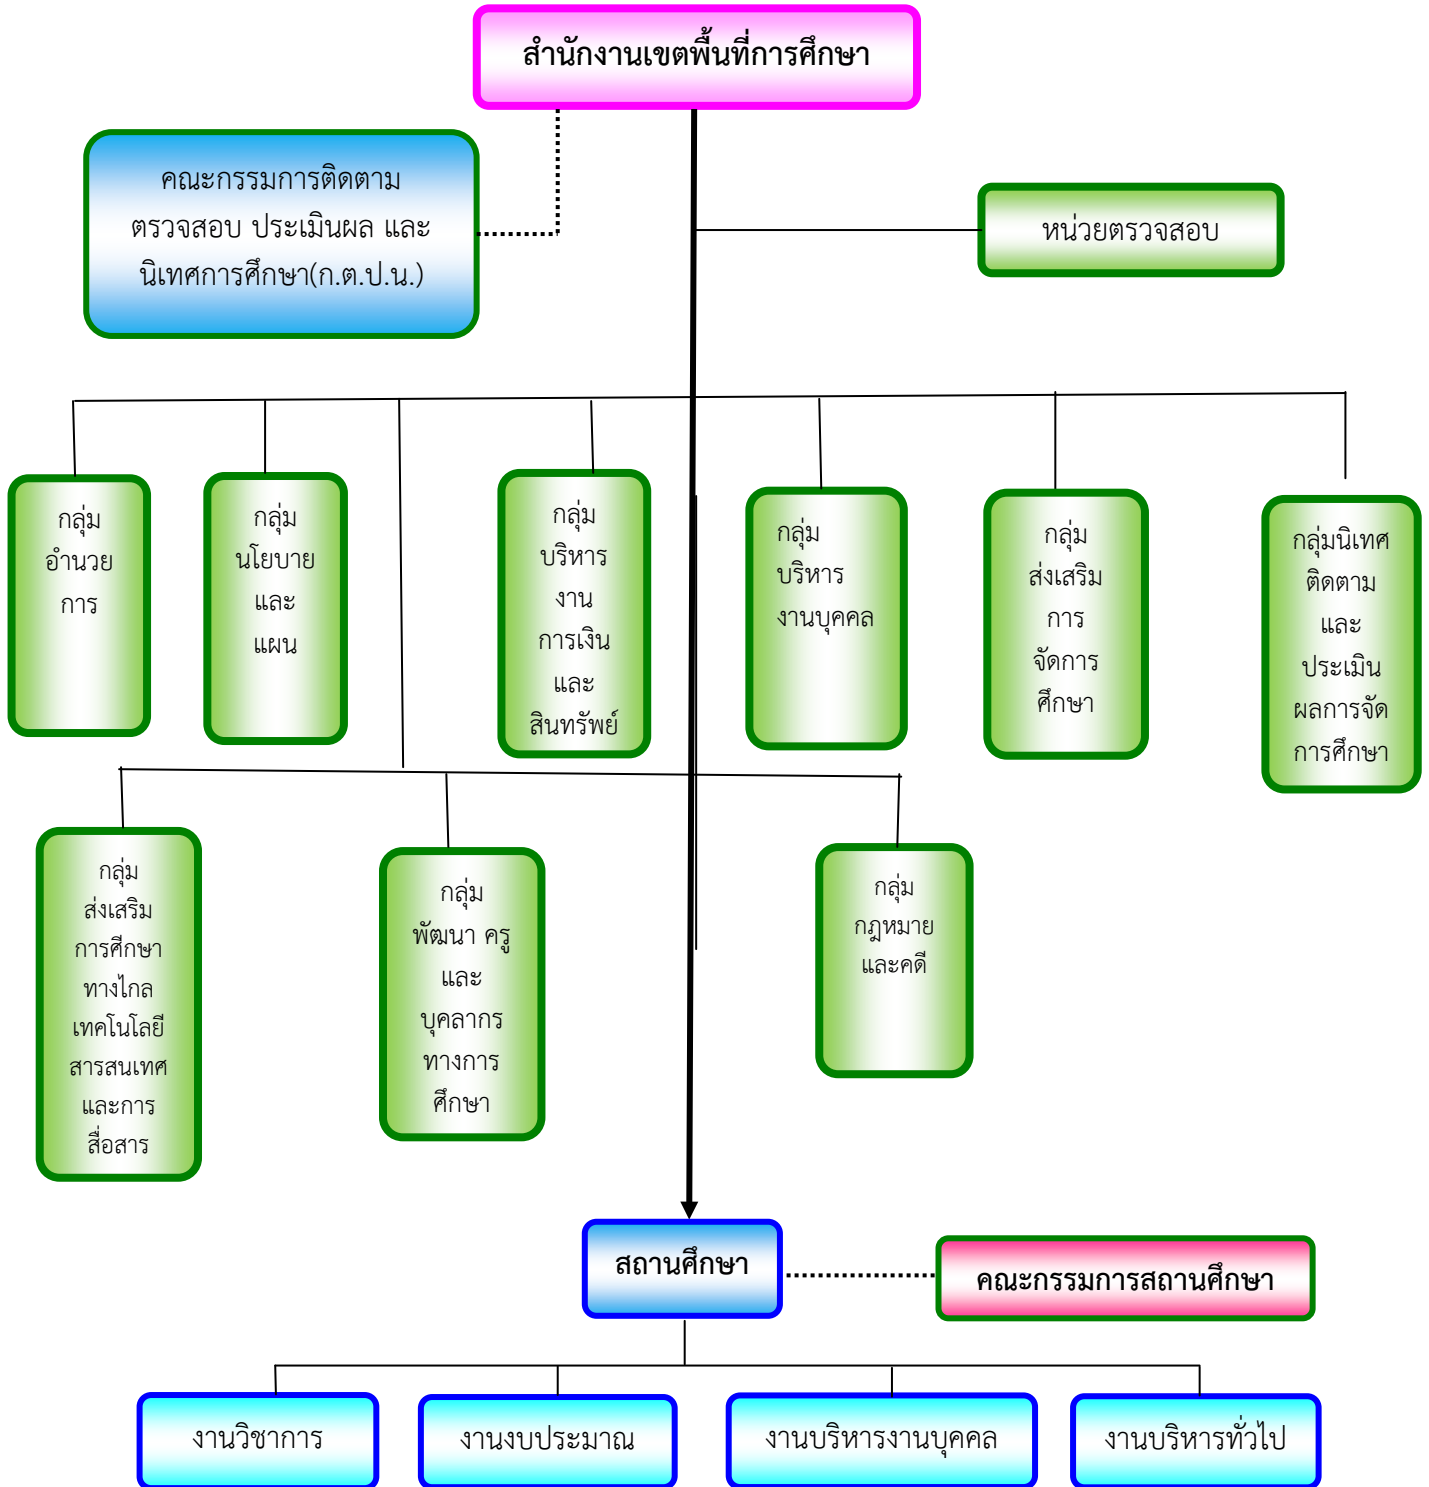 สำนักงานเขตพื้นที่การศึกษา
คณะกรรมการติดตาม
ตรวจสอบ ประเมินผล และ
นิเทศการศึกษา(ก.ต.ป.น.)
หน่วยตรวจสอบ
กลุ่ม
อำนวย
การ
กลุ่ม
นโยบาย
และ
แผน
กลุ่ม
บริหาร
งาน
การเงิน
และ
สินทรัพย์
กลุ่ม
บริหาร
งานบุคคล
กลุ่ม
ส่งเสริม
การ
จัดการ
ศึกษา
กลุ่มนิเทศ
ติดตาม
และ
ประเมิน
ผลการจัด
การศึกษา
กลุ่ม
ส่งเสริม
การศึกษา
ทางไกล
เทคโนโลยี
สารสนเทศ
และการ
สื่อสาร
กลุ่ม
พัฒนา ครู
และ
บุคลากร
ทางการ
ศึกษา
กลุ่ม
กฎหมาย
และคดี
สถานศึกษา
คณะกรรมการสถานศึกษา
งานวิชาการ
งานงบประมาณ
งานบริหารงานบุคคล
งานบริหารทั่วไป